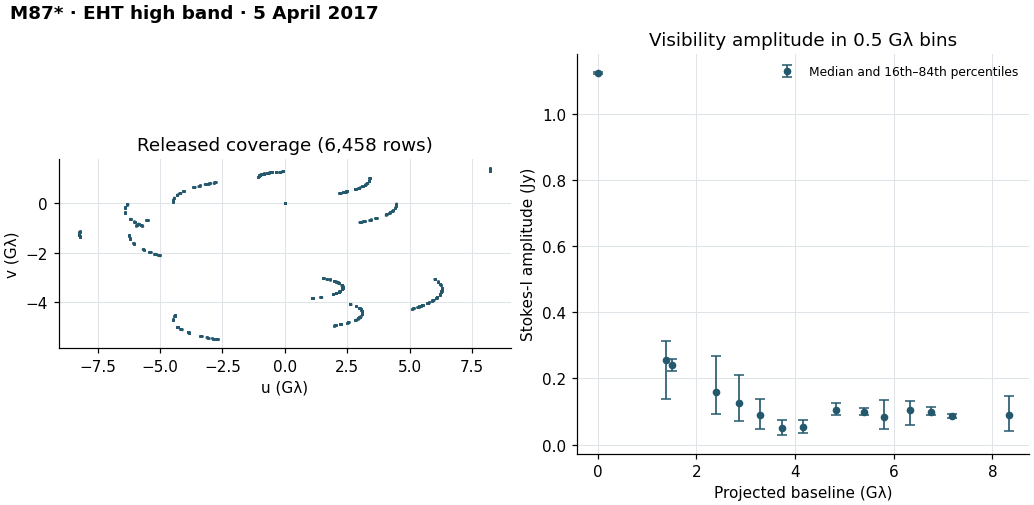 M87* · EHT high band · 5 April 2017
Released coverage (6,458 rows)
v (Gλ)
0
−2
−4
−7.5 −5.0 −2.5 0.0 2.5 5.0 7.5
u (Gλ)
Visibility amplitude in 0.5 Gλ bins
Median and 16th–84th percentiles
Stokes-I amplitude (Jy)
1.0
0.8
0.6
0.4
0.2
0.0
0 2 4 6 8
Projected baseline (Gλ)